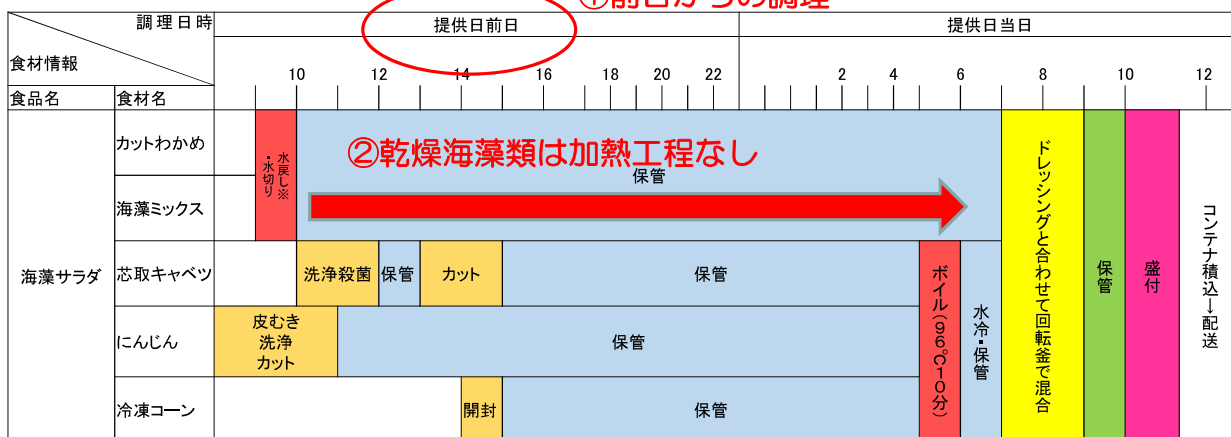 ①前日からの調理
調理日時
提供日前日
提供日当日
食材情報
10 12 14 16 18 20 22 2 4 6 8 10 12
食品名 食材名
海藻サラダ
カットわかめ
海藻ミックス
芯取キャベツ
にんじん
冷凍コーン
水戻し※
・水切り
②乾燥海藻類は加熱工程なし
保管
洗浄殺菌
保管
カット
保管
皮むき
洗浄
カット
保管
開封
保管
ボイル(96℃10分)
水冷・保管
ドレッシングと合わせて回転釜で混合
保管
盛付
コンテナ積込→配送